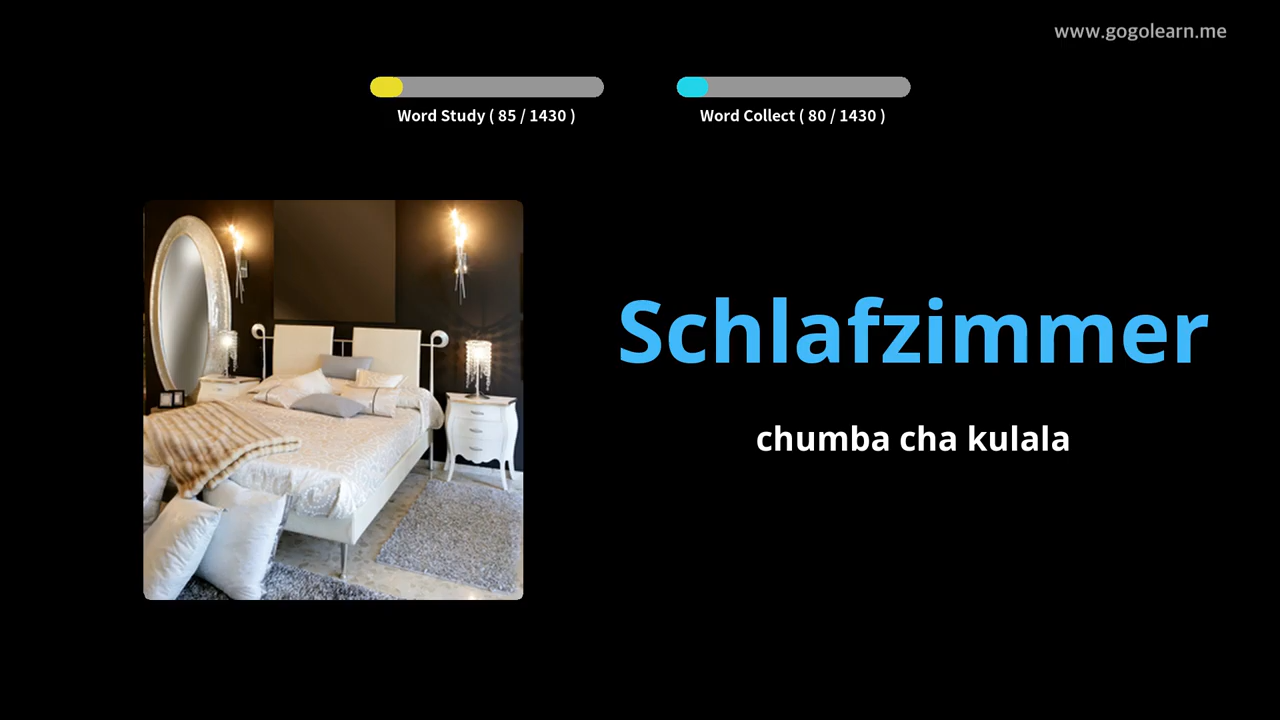 www.gogolearn.me
Word Study ( 85 / 1430 )
Word Collect ( 80 / 1430 )
Schlafzimmer
chumba cha kulala